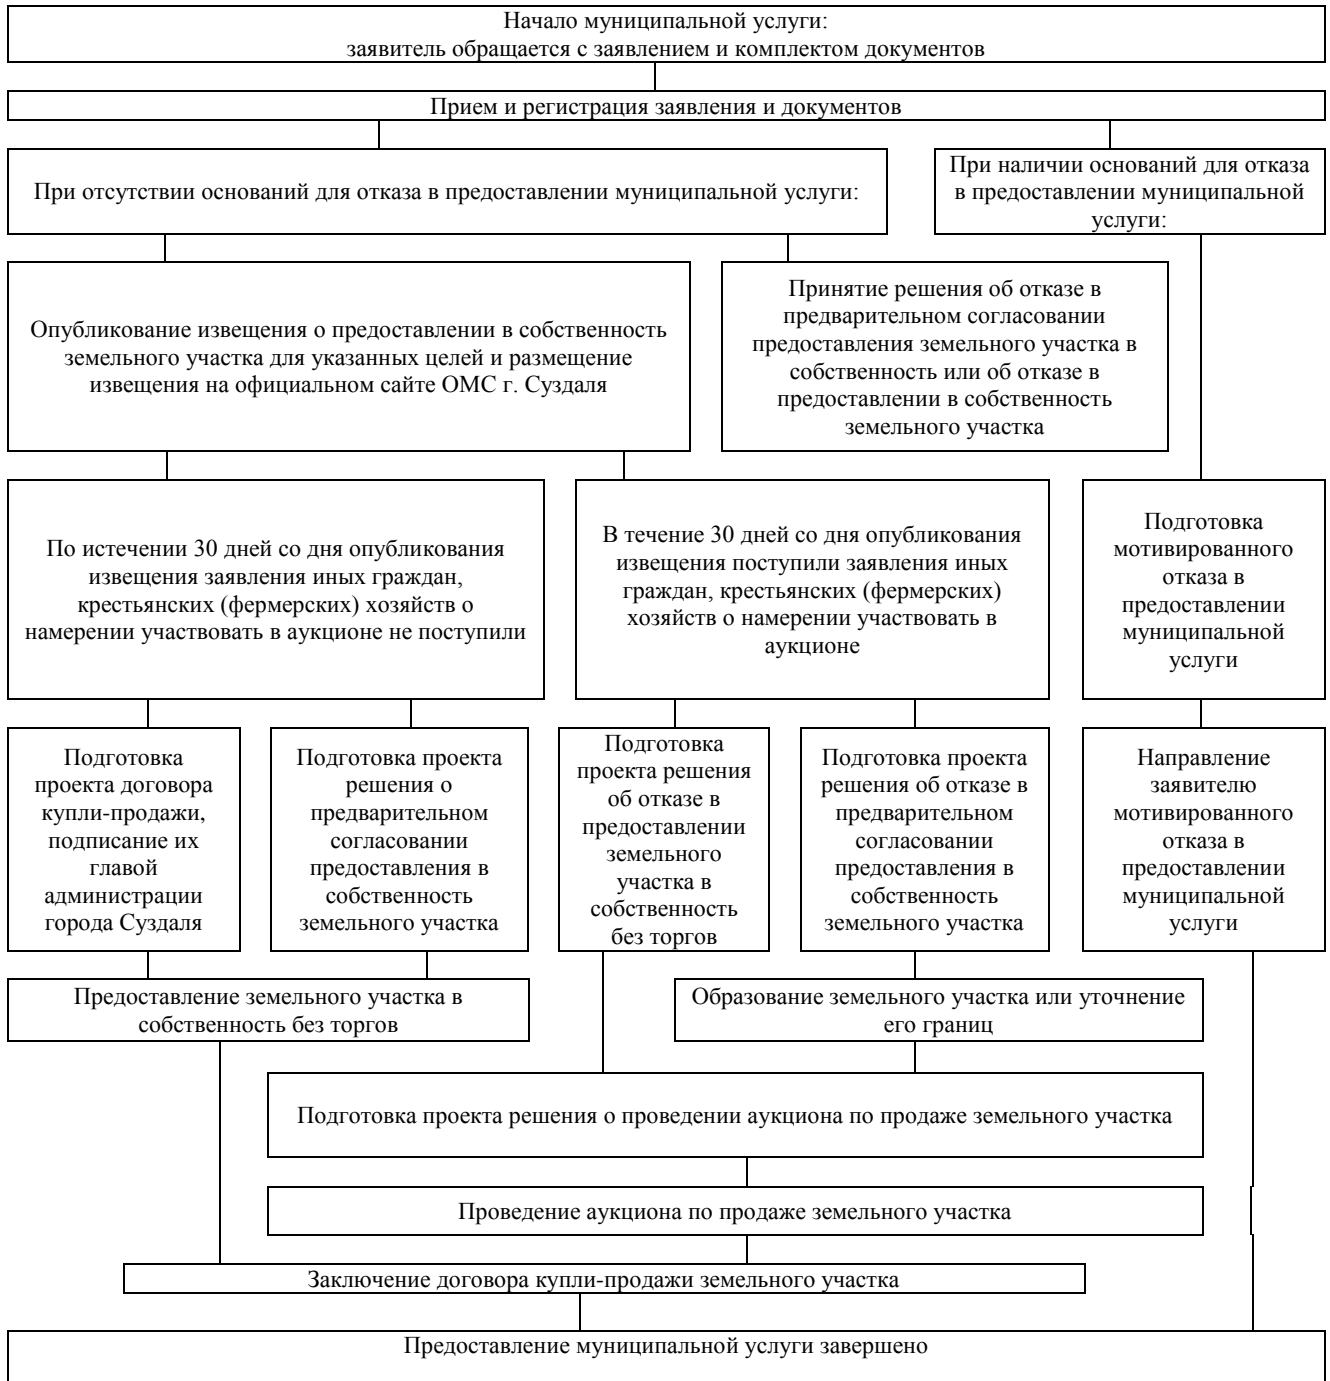 Начало муниципальной услуги:
заявитель обращается с заявлением и комплектом документов
Прием и регистрация заявления и документов
При отсутствии оснований для отказа в предоставлении муниципальной услуги:
При наличии оснований для отказа
в предоставлении муниципальной
услуги:
Опубликование извещения о предоставлении в собственность
земельного участка для указанных целей и размещение
извещения на официальном сайте ОМС г. Суздаля
Принятие решения об отказе в
предварительном согласовании
предоставления земельного участка в
собственность или об отказе в
предоставлении в собственность
земельного участка
По истечении 30 дней со дня опубликования
извещения заявления иных граждан,
крестьянских (фермерских) хозяйств о
намерении участвовать в аукционе не поступили
В течение 30 дней со дня опубликования
извещения поступили заявления иных
граждан, крестьянских (фермерских)
хозяйств о намерении участвовать в
аукционе
Подготовка
мотивированного
отказа в
предоставлении
муниципальной
услуги
Подготовка
проекта договора
купли-продажи,
подписание их
главой
администрации
города Суздаля
Подготовка проекта
решения о
предварительном
согласовании
предоставления в
собственность
земельного участка
Подготовка
проекта решения
об отказе в
предоставлении
земельного
участка в
собственность
без торгов
Подготовка проекта
решения об отказе в
предварительном
согласовании
предоставления в
собственность
земельного участка
Направление
заявителю
мотивированного
отказа в
предоставлении
муниципальной
услуги
Предоставление земельного участка в
собственность без торгов
Образование земельного участка или уточнение
его границ
Подготовка проекта решения о проведении аукциона по продаже земельного участка
Проведение аукциона по продаже земельного участка
Заключение договора купли-продажи земельного участка
Предоставление муниципальной услуги завершено